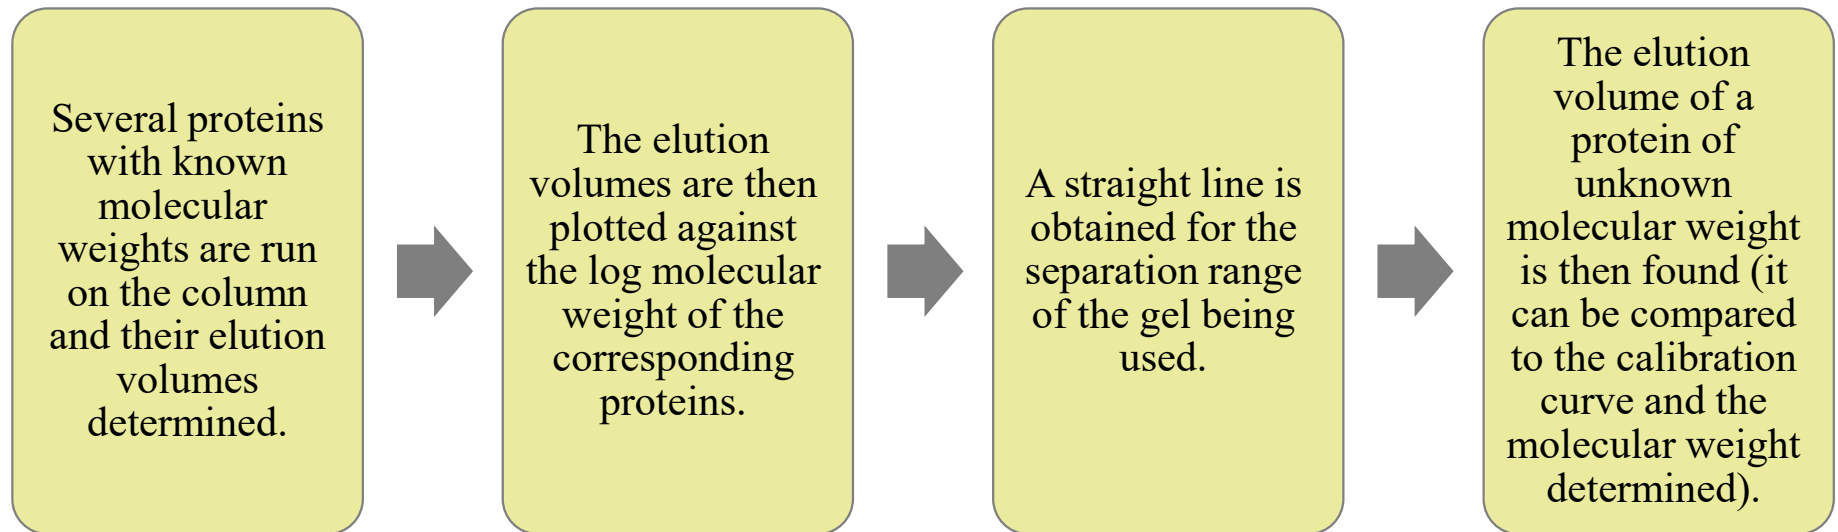 Several proteins
with known
molecular
weights are run
on the column
and their elution
volumes
determined.
The elution
volumes are then
plotted against
the log molecular
weight of the
corresponding
proteins.
A straight line is
obtained for the
separation range
of the gel being
used.
The elution
volume of a
protein of
unknown
molecular weight
is then found (it
can be compared
to the calibration
curve and the
molecular weight
determined).